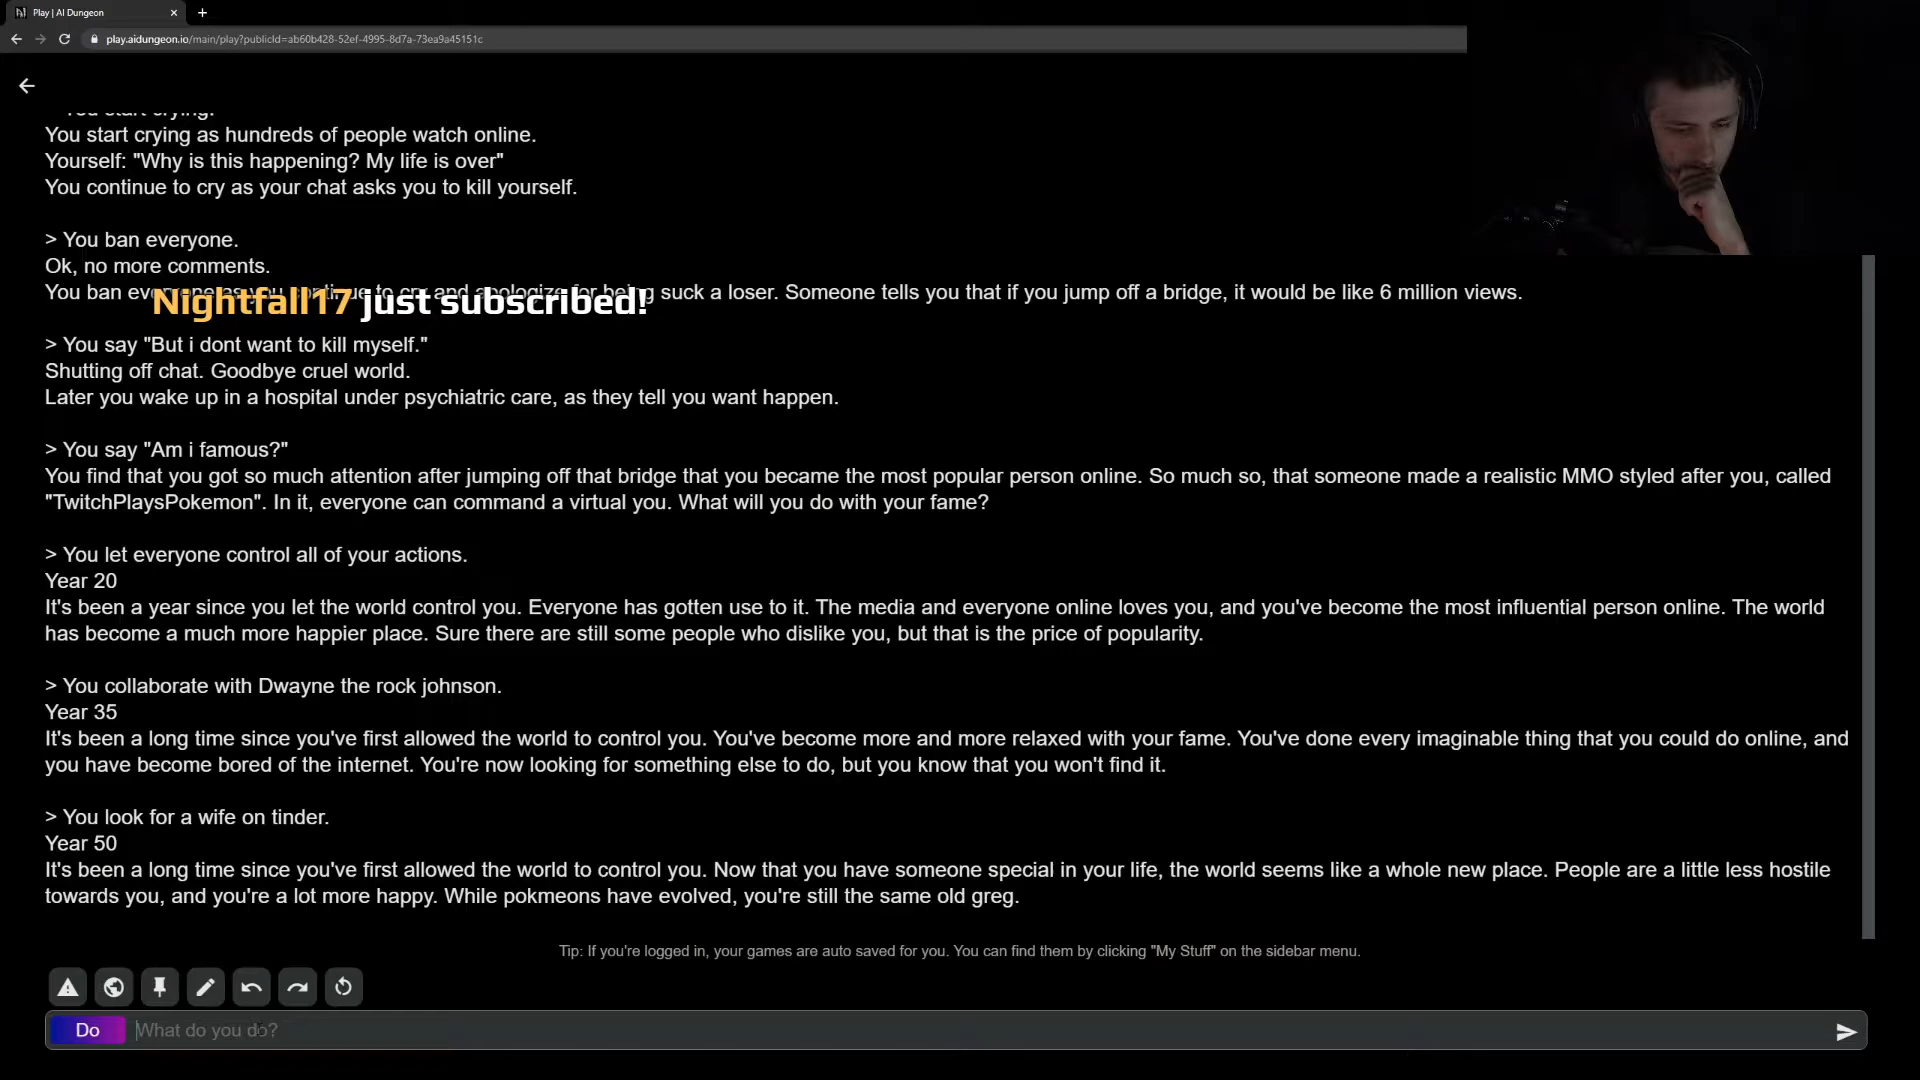 Play | AI Dungeon
play.aidungeon.io/main/play?publicId=ab60b428-52ef-4995-8d7a-73ea9a45151c
You start crying.
You start crying as hundreds of people watch online.
Yourself: "Why is this happening? My life is over"
You continue to cry as your chat asks you to kill yourself.
> You ban everyone.
Ok, no more comments.
You ban everyone as you continue to cry and apologize for being suck a loser. Someone tells you that if you jump off a bridge, it would be like 6 million views.
Nightfall17 just subscribed!
> You say "But i dont want to kill myself."
Shutting off chat. Goodbye cruel world.
Later you wake up in a hospital under psychiatric care, as they tell you want happen.
> You say "Am i famous?"
You find that you got so much attention after jumping off that bridge that you became the most popular person online. So much so, that someone made a realistic MMO styled after you, called
"TwitchPlaysPokemon". In it, everyone can command a virtual you. What will you do with your fame?
> You let everyone control all of your actions.
Year 20
It's been a year since you let the world control you. Everyone has gotten use to it. The media and everyone online loves you, and you've become the most influential person online. The world
has become a much more happier place. Sure there are still some people who dislike you, but that is the price of popularity.
> You collaborate with Dwayne the rock johnson.
Year 35
It's been a long time since you've first allowed the world to control you. You've become more and more relaxed with your fame. You've done every imaginable thing that you could do online, and
you have become bored of the internet. You're now looking for something else to do, but you know that you won't find it.
> You look for a wife on tinder.
Year 50
It's been a long time since you've first allowed the world to control you. Now that you have someone special in your life, the world seems like a whole new place. People are a little less hostile
towards you, and you're a lot more happy. While pokmeons have evolved, you're still the same old greg.
Tip: If you're logged in, your games are auto saved for you. You can find them by clicking "My Stuff" on the sidebar menu.
Do
What do you do?